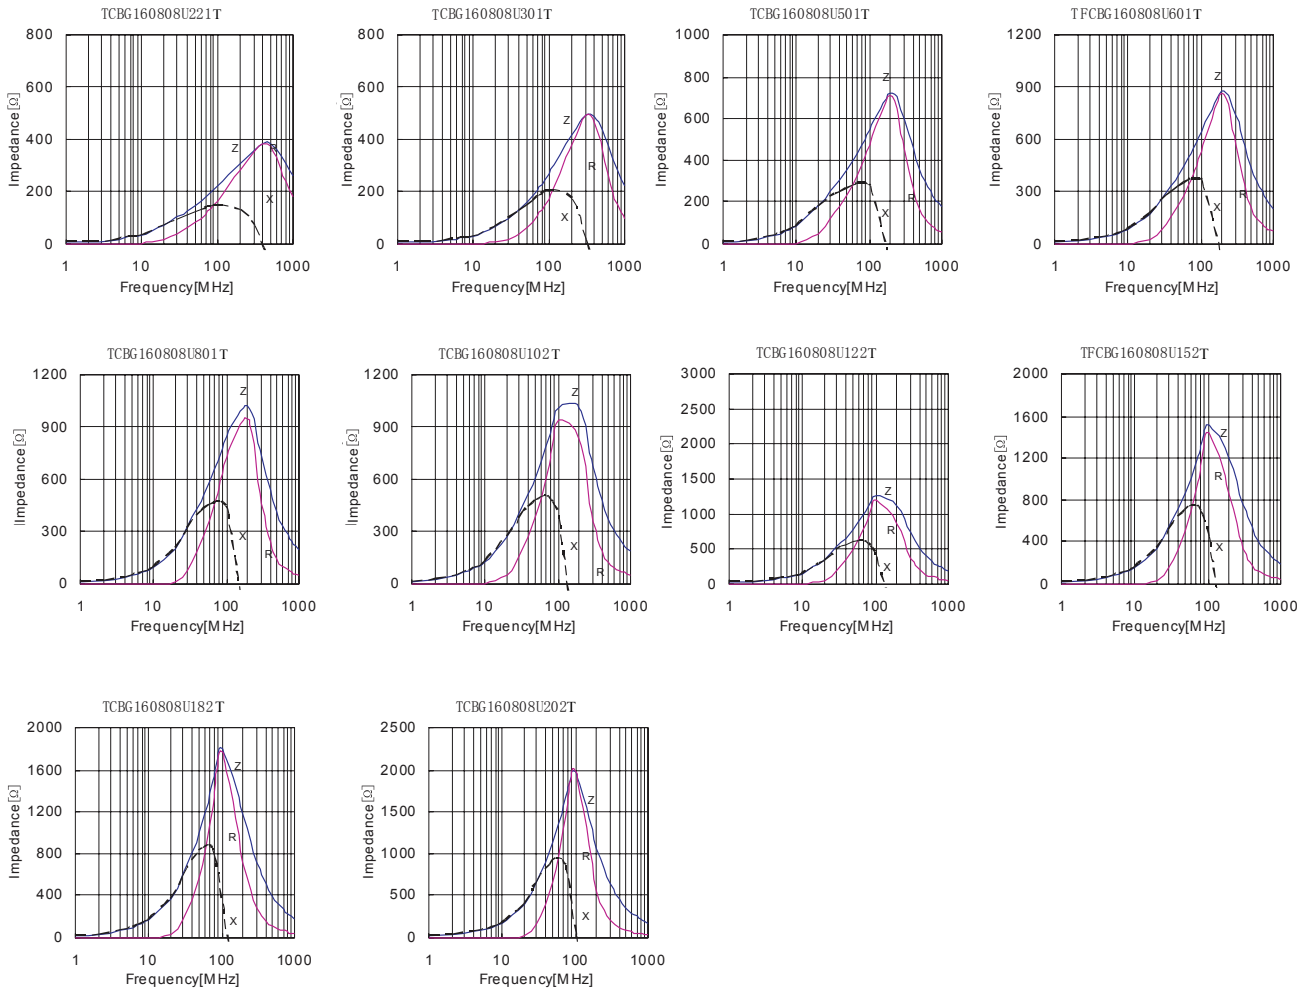 TCBG160808U221T
800
600
400
200
0
Impedance[Ω]
Z
R
X
1 10 100 1000
Frequency[MHz]
TCBG160808U301T
800
600
400
200
0
Impedance[Ω]
Z
R
X
1 10 100 1000
Frequency[MHz]
TCBG160808U501T
1000
800
600
400
200
0
Impedance[Ω]
Z
R
X
1 10 100 1000
Frequency[MHz]
TFCBG160808U601T
1200
900
600
300
0
Impedance[Ω]
Z
R
X
1 10 100 1000
Frequency[MHz]
TCBG160808U801T
1200
900
600
300
0
Impedance[Ω]
Z
X
R
1 10 100 1000
Frequency[MHz]
TCBG160808U102T
1200
900
600
300
0
Impedance[Ω]
Z
X
R
1 10 100 1000
Frequency[MHz]
TCBG160808U122T
3000
2500
2000
1500
1000
500
0
Impedance[Ω]
Z
R
X
1 10 100 1000
Frequency[MHz]
TFCBG160808U152T
2000
1600
1200
800
400
0
Impedance[Ω]
Z
R
X
1 10 100 1000
Frequency[MHz]
TCBG160808U182T
2000
1600
1200
800
400
0
Impedance[Ω]
Z
R
X
1 10 100 1000
Frequency[MHz]
TCBG160808U202T
2500
2000
1500
1000
500
0
Impedance[Ω]
Z
R
X
1 10 100 1000
Frequency[MHz]